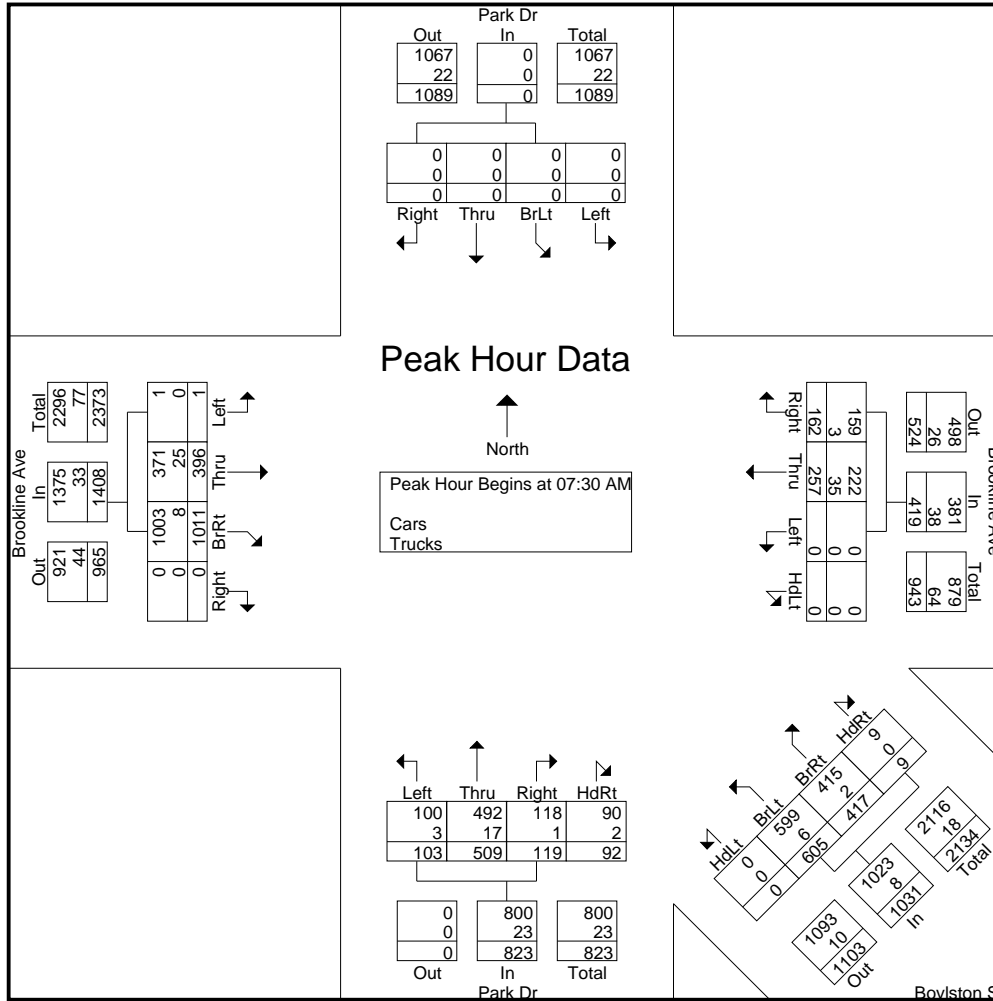 Park Dr
Out In Total
1067 0 1067
22 0 22
1089 0 1089
0 0 0 0
0 0 0 0
0 0 0 0
Right Thru BrLt Left
Peak Hour Data
North
Peak Hour Begins at 07:30 AM
Cars
Trucks
Brookline Ave
Total In Out
2296 1375 921
77 33 44
2373 1408 965
1 371 1003 0
0 25 8 0
1 396 1011 0
Left Thru BrRt Right
Brookline Ave
Out In Total
498 381 879
26 38 64
524 419 943
159 222 0 0
3 35 0 0
162 257 0 0
Right Thru Left HdLt
Left Thru Right HdRt
100 492 118 90
3 17 1 2
103 509 119 92
0 800 800
0 23 23
0 823 823
Out In Total
Park Dr
HdLt BrLt BrRt HdRt
0 599 415 9
0 6 2 0
0 605 417 9
1093 1023 2116
10 8 18
1103 1031 2134
Out In Total
Boylston S